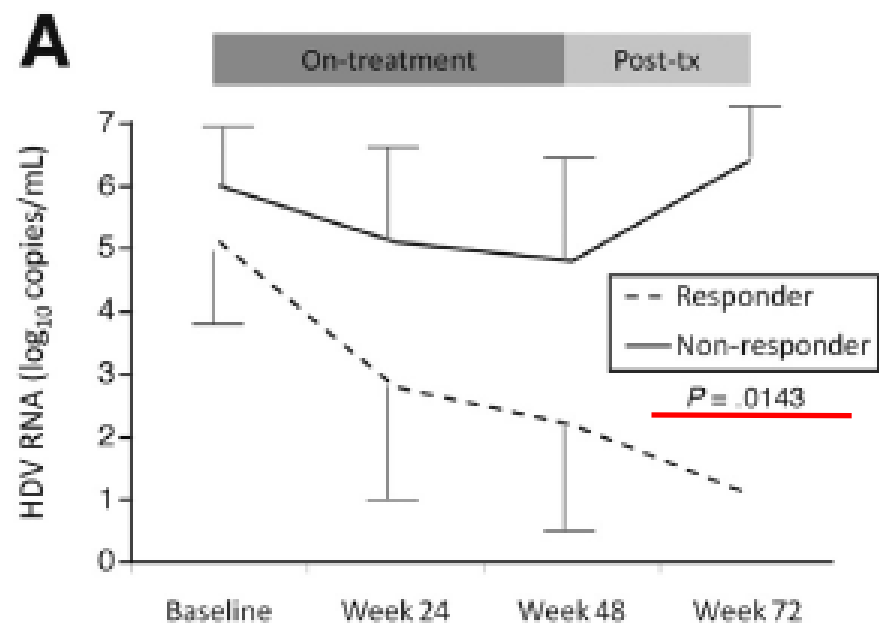 A
On-treatment Post-tx
7
6
5
4
3
2
1
0
HDV RNA (log10 copies/mL)
Responder
Non-responder
P = .0143
Baseline Week 24 Week 48 Week 72